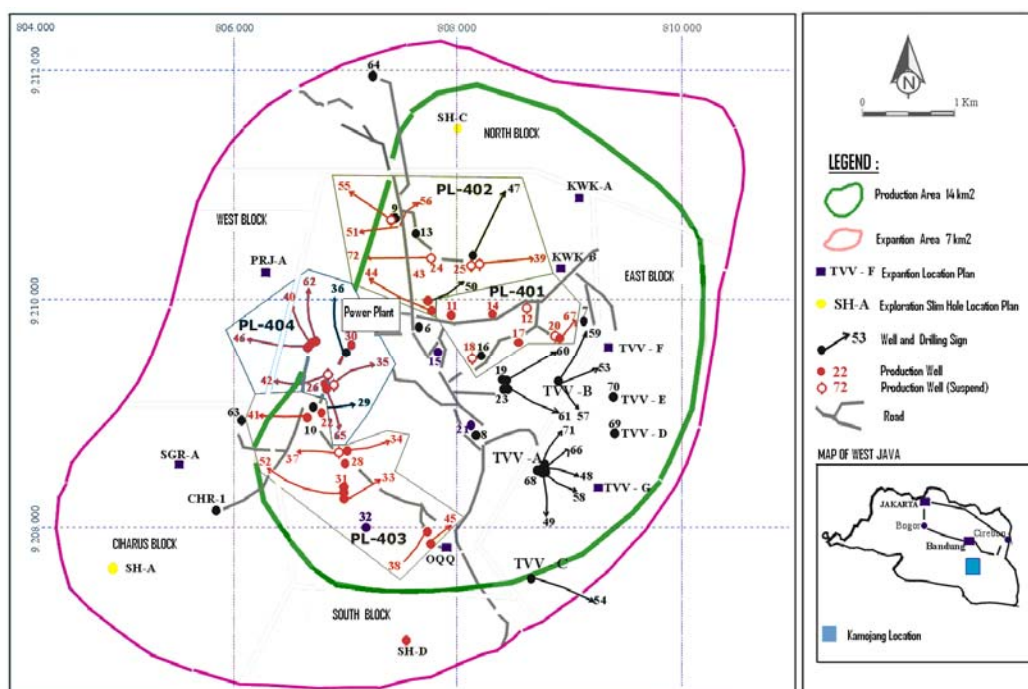 804.000
806.000
808.000
810.000
9 212 000
9 210 000
9 208 000
64
SH-C
NORTH BLOCK
PL-402
47
KWK-A
55
56
9
51
13
WEST BLOCK
72
24
25
39
KWK B
EAST BLOCK
PRJ-A
36
44
43
50
PL-401
62
40
Power Plant
11
14
12
67
7
PL-404
6
17
20
59
46
30
15
18
16
60
TVV - F
35
19
53
42
26
TVV -B
23
70
TVV - E
29
63
41
22
57
10
61
69
TVV - D
65
34
21
8
71
37
TVV -A
66
SGR-A
52
28
68
48
33
TVV - G
31
58
CHR-1
49
32
45
PL-403
CIHARUS BLOCK
38
OQQ
TVV - C
SH-A
54
SOUTH BLOCK
SH-D
N
0 1 Km
LEGEND :
Production Area 14 km2
Expantion Area 7 km2
TVV - F Expantion Location Plan
SH-A Exploration Slim Hole Location Plan
53 Well and Drilling Sign
22 Production Well
72 Production Well (Suspend)
Road
MAP OF WEST JAVA
JAKARTA
Bogor
Cirebon
Bandung
Kamojang Location